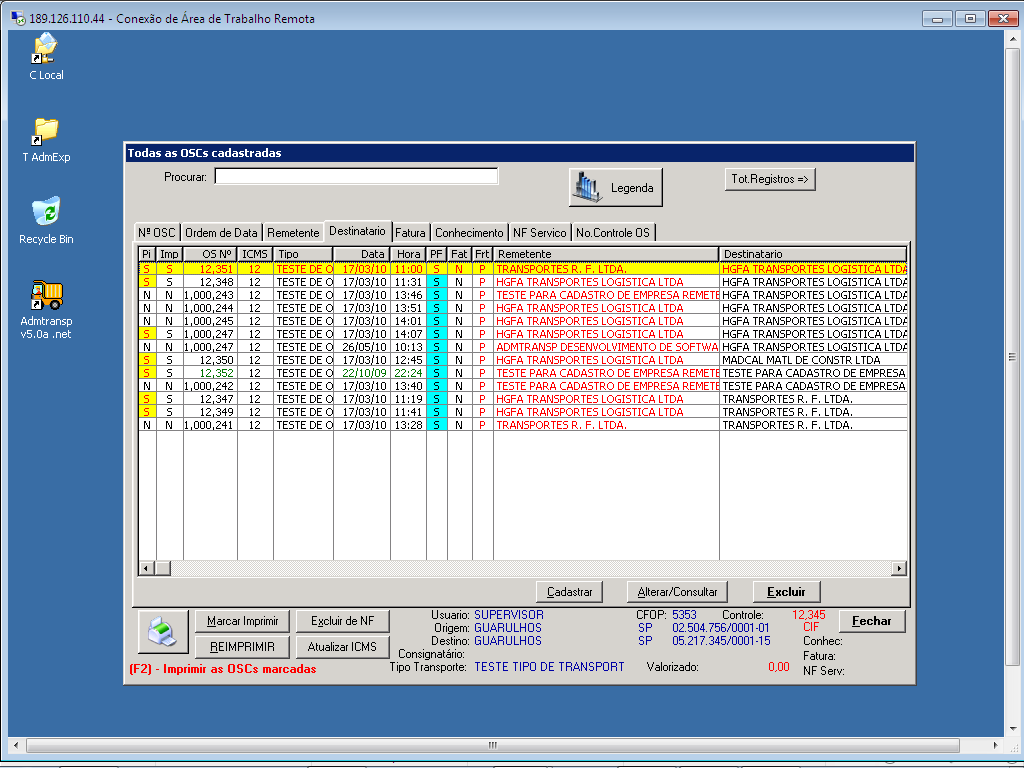 189.126.110.44 - Conexão de Área de Trabalho Remota
C Local
T AdmExp
Recycle Bin
Admtransp
v5.0a .net
Todas as OSCs cadastradas
Procurar:
Legenda
Tot.Registros =>
Nº OSC Ordem de Data Remetente Destinatario Fatura Conhecimento NF Servico No.Controle OS
Pi Imp OS Nº ICMS Tipo Data Hora PF Fat Frt Remetente Destinatario
S S 12,351 12 TESTE DE O 17/03/10 11:00 S N P TRANSPORTES R. F. LTDA. HGFA TRANSPORTES LOGISTICA LTDA
S S 12,348 12 TESTE DE O 17/03/10 11:31 S N P HGFA TRANSPORTES LOGISTICA LTDA HGFA TRANSPORTES LOGISTICA LTDA
N N 1,000,243 12 TESTE DE O 17/03/10 13:46 S N P TESTE PARA CADASTRO DE EMPRESA REMETE HGFA TRANSPORTES LOGISTICA LTDA
N N 1,000,244 12 TESTE DE O 17/03/10 13:51 S N P HGFA TRANSPORTES LOGISTICA LTDA HGFA TRANSPORTES LOGISTICA LTDA
N N 1,000,245 12 TESTE DE O 17/03/10 14:01 S N P HGFA TRANSPORTES LOGISTICA LTDA HGFA TRANSPORTES LOGISTICA LTDA
S S 1,000,247 12 TESTE DE O 17/03/10 14:07 S N P HGFA TRANSPORTES LOGISTICA LTDA HGFA TRANSPORTES LOGISTICA LTDA
N N 1,000,247 12 TESTE DE O 26/05/10 10:13 S N P ADMTRANSP DESENVOLVIMENTO DE SOFTWA HGFA TRANSPORTES LOGISTICA LTDA
S S 12,350 12 TESTE DE O 17/03/10 12:45 S N P HGFA TRANSPORTES LOGISTICA LTDA MADCAL MATL DE CONSTR LTDA
S S 12,352 12 TESTE DE O 22/10/09 22:24 S N P TESTE PARA CADASTRO DE EMPRESA REMETE TESTE PARA CADASTRO DE EMPRESA
N N 1,000,242 12 TESTE DE O 17/03/10 13:40 S N P TESTE PARA CADASTRO DE EMPRESA REMETE TESTE PARA CADASTRO DE EMPRESA
S S 12,347 12 TESTE DE O 17/03/10 11:19 S N P HGFA TRANSPORTES LOGISTICA LTDA TRANSPORTES R. F. LTDA.
S S 12,349 12 TESTE DE O 17/03/10 11:41 S N P HGFA TRANSPORTES LOGISTICA LTDA TRANSPORTES R. F. LTDA.
N N 1,000,241 12 TESTE DE O 17/03/10 13:28 S N P TRANSPORTES R. F. LTDA. TRANSPORTES R. F. LTDA.
Cadastrar Alterar/Consultar Excluir
Marcar Imprimir Excluir de NF
REIMPRIMIR Atualizar ICMS
(F2) - Imprimir as OSCs marcadas
Usuario: SUPERVISOR CFOP: 5353 Controle: 12,345 Fechar
Origem: GUARULHOS SP 02.504.756/0001-01 CIF
Destino: GUARULHOS SP 05.217.345/0001-15 Conhec:
Consignatário: Fatura:
Tipo Transporte: TESTE TIPO DE TRANSPORT Valorizado: 0,00 NF Serv: